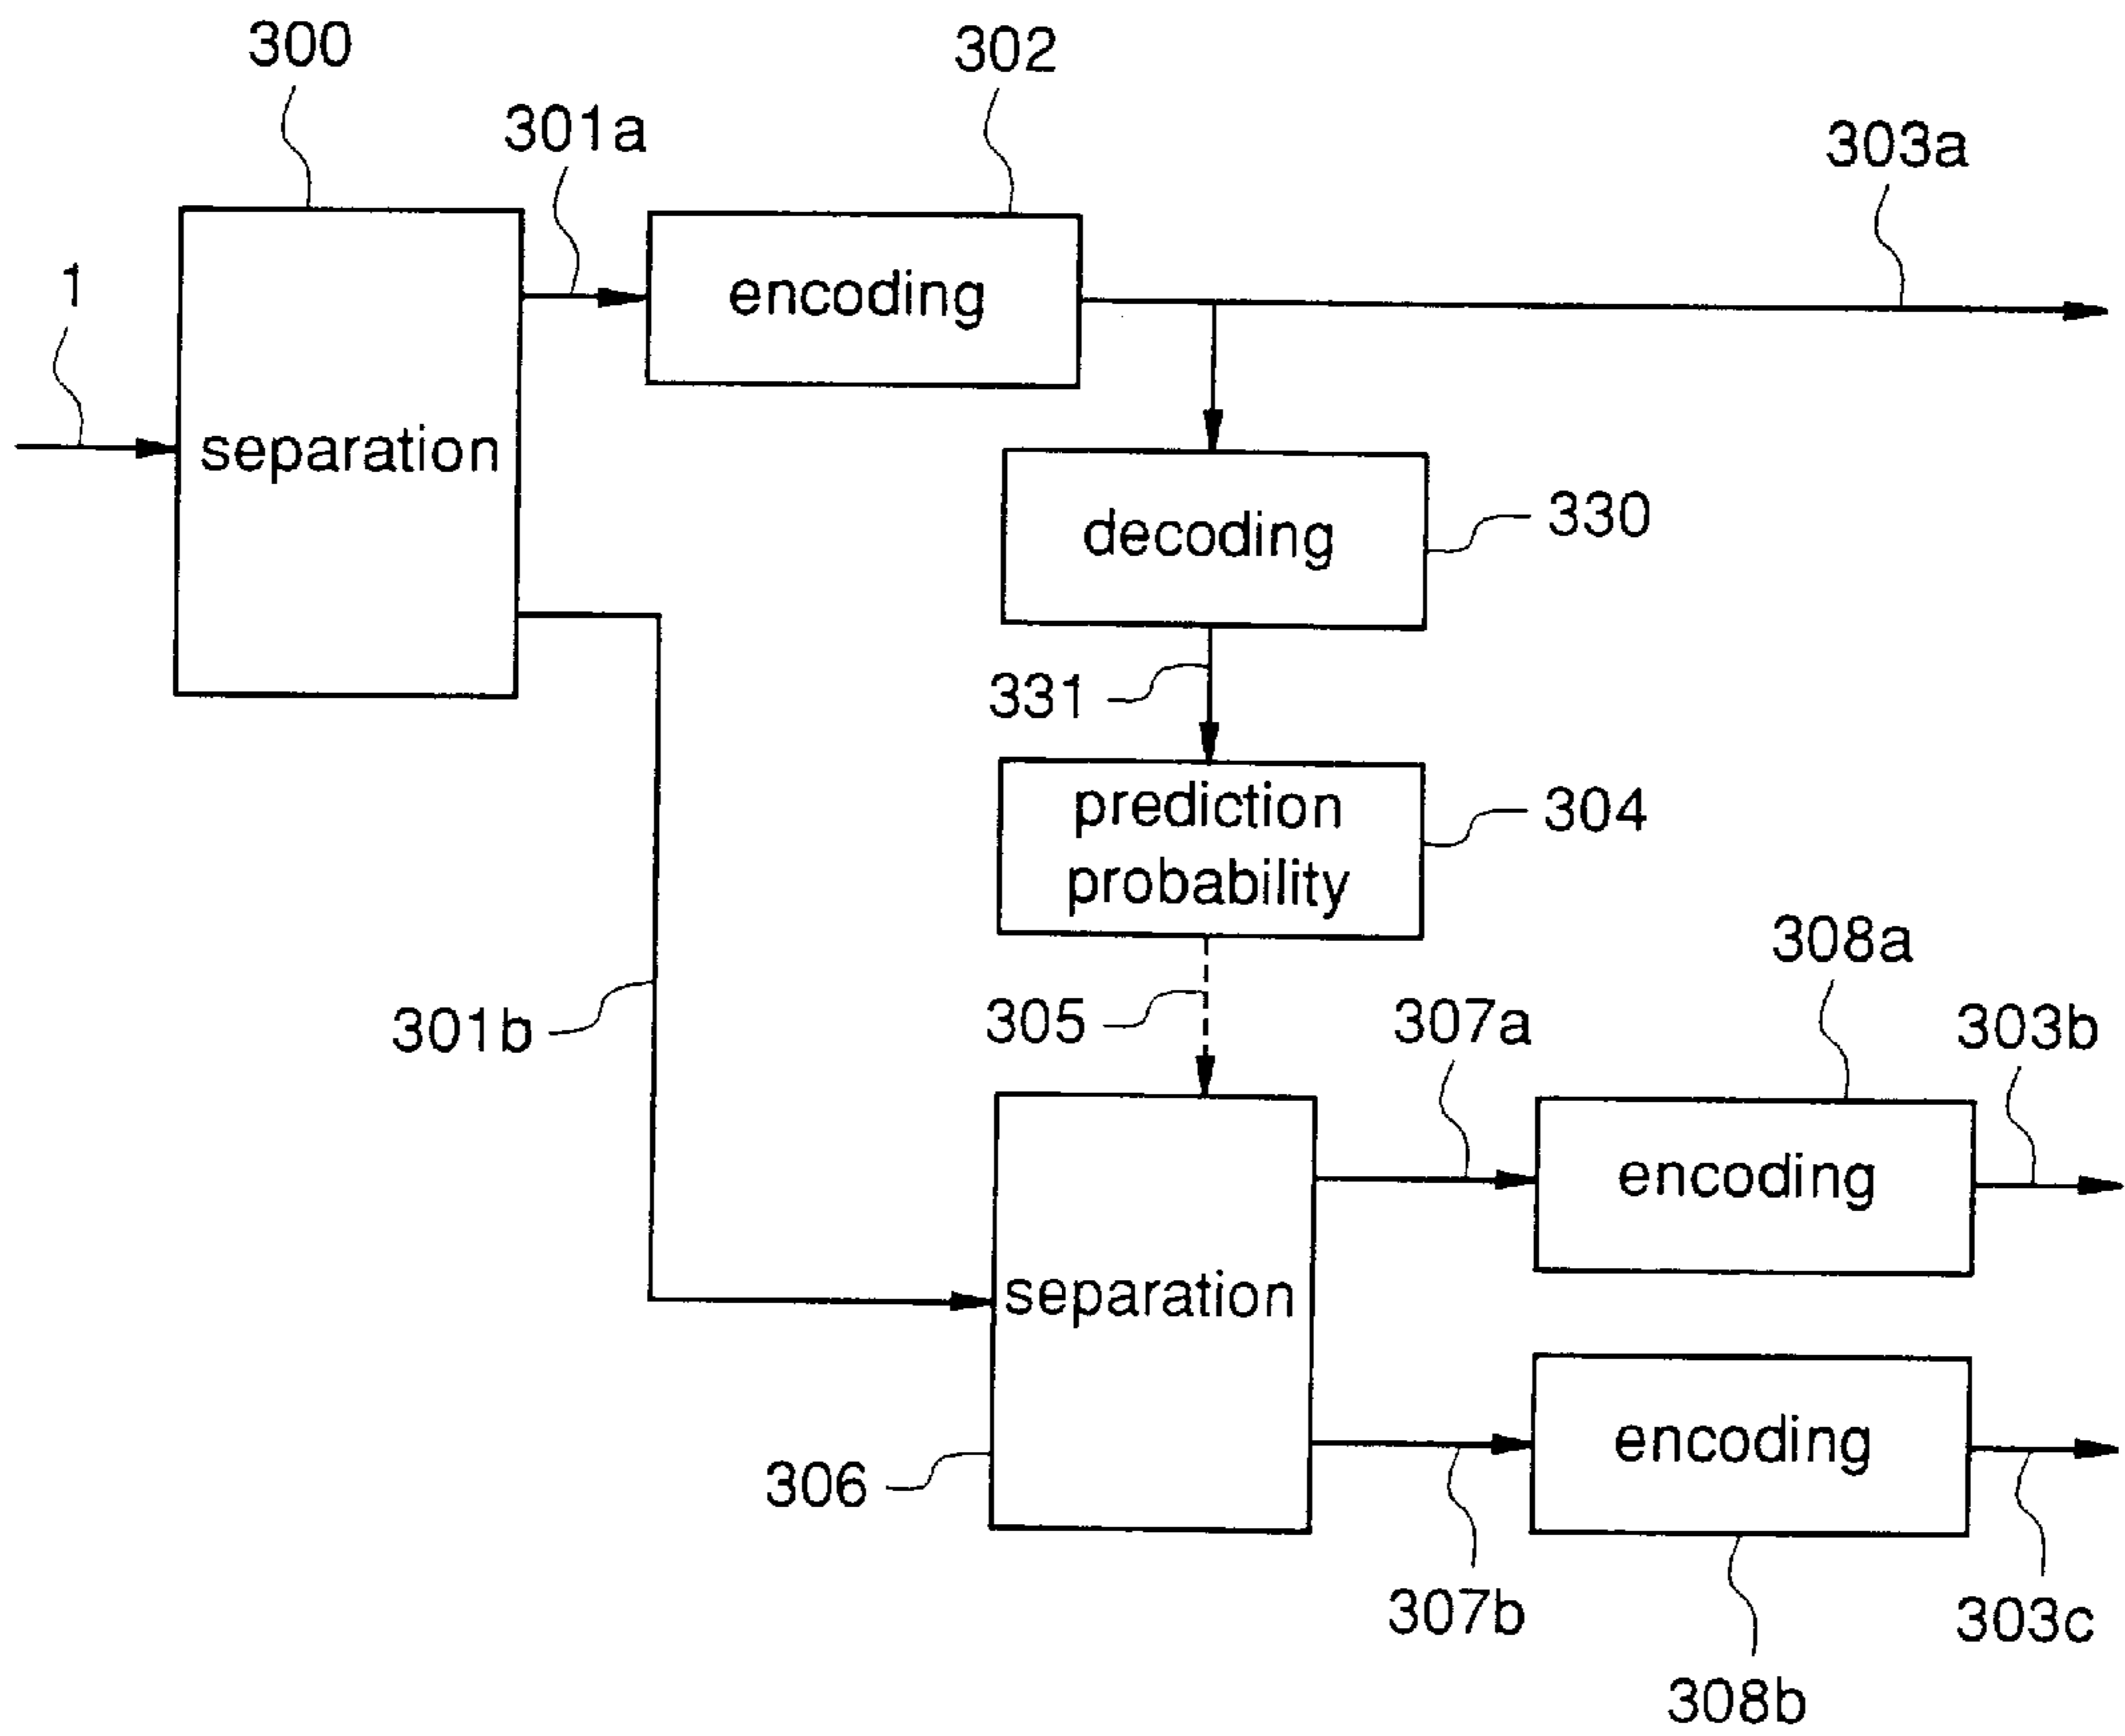 300
302
301a
303a
1
encoding
separation
decoding
330
331
prediction
probability
304
308a
301b
305
307a
303b
encoding
separation
encoding
306
307b
303c
308b